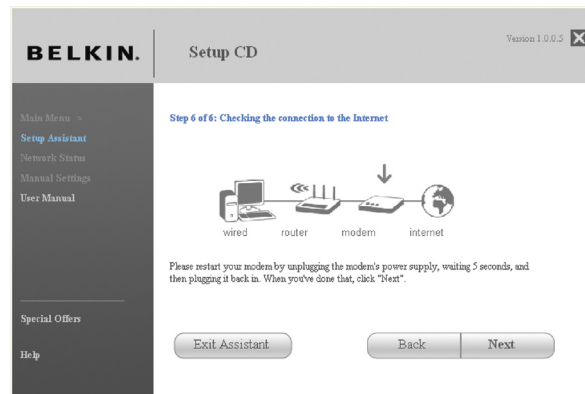 BELKIN.
Setup CD
Version 1.0.0.5
Main Menu >
Setup Assistant
Network Status
Manual Settings
User Manual
Special Offers
Help
Step 6 of 6: Checking the connection to the Internet
wired router modem internet
Please restart your modem by unplugging the modem's power supply, waiting 5 seconds, and
then plugging it back in. When you've done that, click "Next".
Exit Assistant
Back
Next